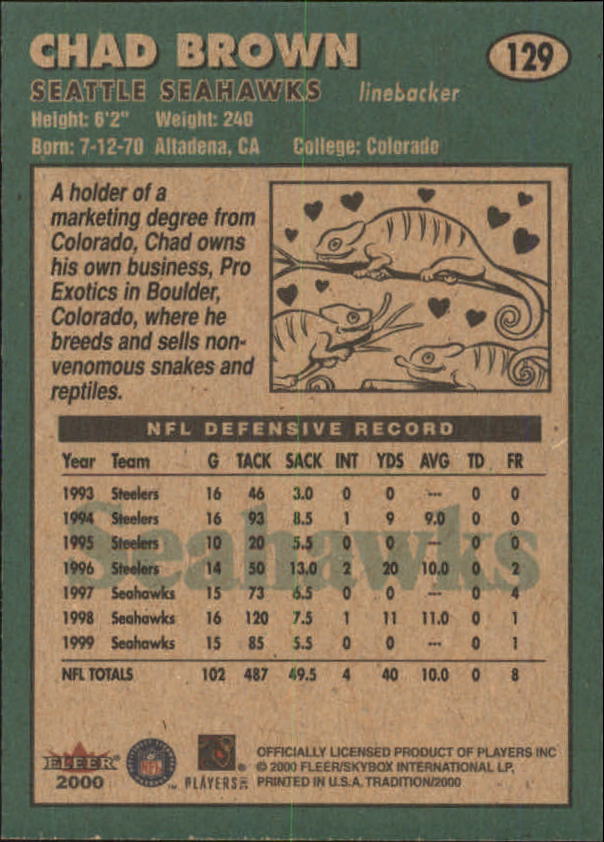 CHAD BROWN 129
SEATTLE SEAHAWKS linebacker
Height: 6'2" Weight: 240
Born: 7-12-70 Altadena, CA College: Colorado
A holder of a
marketing degree from
Colorado, Chad owns
his own business, Pro
Exotics in Boulder,
Colorado, where he
breeds and sells non-
venomous snakes and
reptiles.
NFL DEFENSIVE RECORD
Year Team G TACK SACK INT YDS AVG TD FR
1993 Steelers 16 46 3.0 0 0 --- 0 0
1994 Steelers 16 93 8.5 1 9 9.0 0 0
Seahawks
1995 Steelers 10 20 5.5 0 0 --- 0 0
1996 Steelers 14 50 13.0 2 20 10.0 0 2
1997 Seahawks 15 73 6.5 0 0 --- 0 4
1998 Seahawks 16 120 7.5 1 11 11.0 0 1
1999 Seahawks 15 85 5.5 0 0 --- 0 1
NFL TOTALS 102 487 49.5 4 40 10.0 0 8
FLEER
2000
NFL
PLAYERS INC
OFFICIALLY LICENSED PRODUCT OF PLAYERS INC
© 2000 FLEER/SKYBOX INTERNATIONAL LP,
PRINTED IN U.S.A. TRADITION/2000